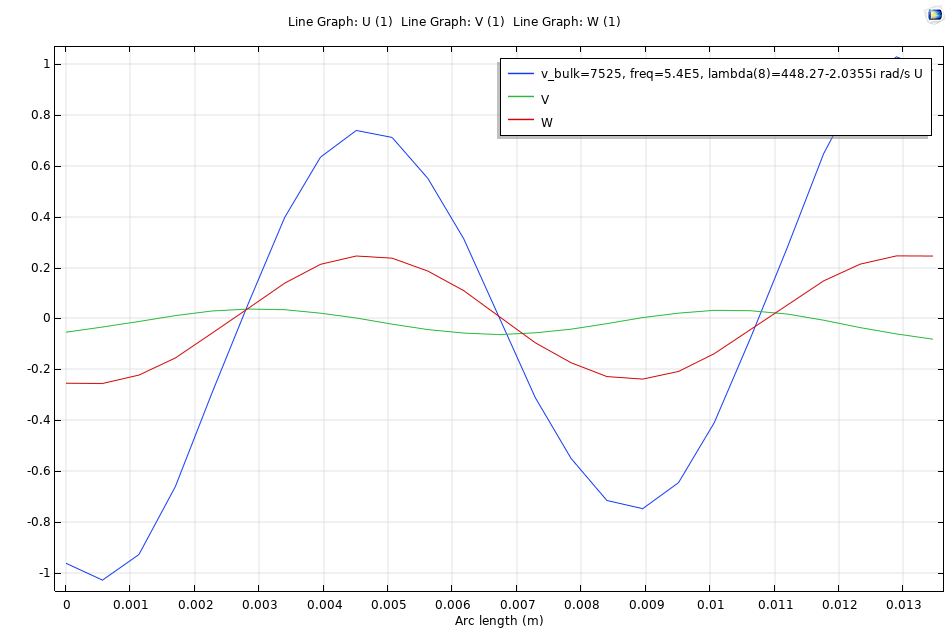 Line Graph: U (1)  Line Graph: V (1)  Line Graph: W (1)
v_bulk=7525, freq=5.4E5, lambda(8)=448.27-2.0355i rad/s U
V
W
1
0.8
0.6
0.4
0.2
0
-0.2
-0.4
-0.6
-0.8
-1
0 0.001 0.002 0.003 0.004 0.005 0.006 0.007 0.008 0.009 0.01 0.011 0.012 0.013
Arc length (m)